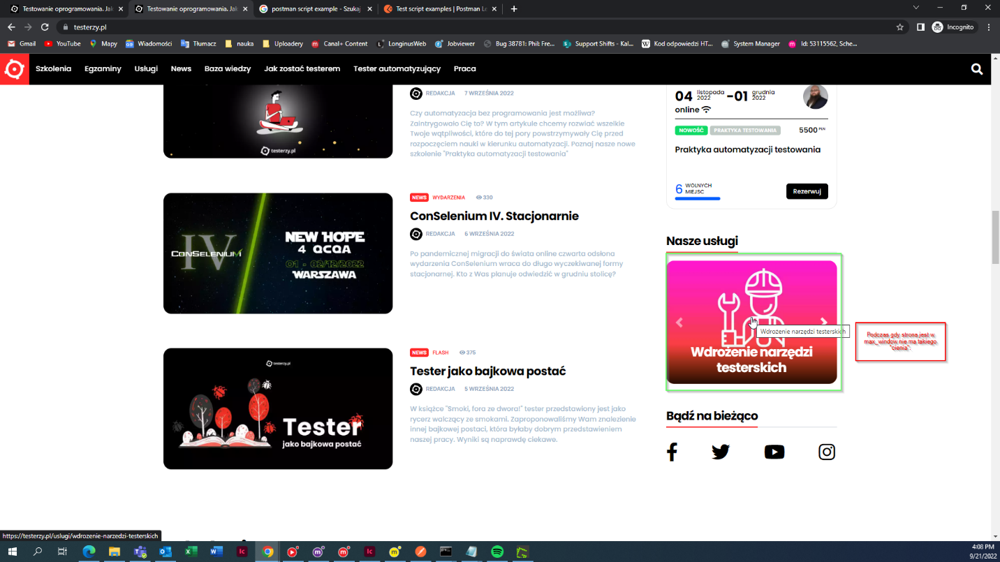 Testowanie oprogramowania. Jak
Testowanie oprogramowania. Jak
postman script example - Szukaj
Test script examples | Postman Le
testerzy.pl
Incognito
Gmail
YouTube
Mapy
Wiadomości
Tłumacz
nauka
Uploadery
Canal+ Content
LonginusWeb
Jobviewer
Bug 38781: Phil: Fre...
Support Shifts - Kal...
Kod odpowiedzi HT...
System Manager
Id: 53115562, Sche...
Szkolenia
Egzaminy
Usługi
News
Baza wiedzy
Jak zostać testerem
Tester automatyzujący
Praca
testerzy.pl
REDAKCJA 7 WRZEŚNIA 2022
Czy automatyzacja bez programowania jest możliwa?
Zaintrygowało Cię to? W tym artykule chcemy rozwiać wszelkie
Twoje wątpliwości, które do tej pory powstrzymywały Cię przed
rozpoczęciem nauki w kierunku automatyzacji. Poznaj nasze nowe
szkolenie "Praktyka automatyzacji testowania"
CONSELENIUM
IV
NEW HOPE
4 QCQA
01 - 02/12/2022
WARSZAWA
NEWS WYDARZENIA 330
ConSelenium IV. Stacjonarnie
REDAKCJA 6 WRZEŚNIA 2022
Po pandemicznej migracji do świata online czwarta odsłona
wydarzenia ConSelenium wraca do długo wyczekiwanej formy
stacjonarnej. Kto z Was planuje odwiedzić w grudniu stolicę?
testerzy.pl
Tester
jako bajkowa postać
NEWS FLASH 375
Tester jako bajkowa postać
REDAKCJA 5 WRZEŚNIA 2022
W książce "Smoki, fora ze dwora!" tester przedstawiony jest jako
rycerz walczący ze smokami. Zaproponowaliśmy Wam znalezienie
innej bajkowej postaci, która byłaby dobrym przedstawieniem
naszej pracy. Wyniki są naprawdę ciekawe.
04 listopada 2022 -01 grudnia 2022
online
NOWOŚĆ PRAKTYKA TESTOWANIA 5500 PLN
Praktyka automatyzacji testowania
6 WOLNYCH MIEJSC
Rezerwuj
Nasze usługi
Wdrożenie narzędzi testerskich
Wdrożenie narzędzi
testerskich
Podczas gdy strona jest w
max_window nie ma takiego
"cienia".
Bądź na bieżąco
https://testerzy.pl/uslugi/wdrozenie-narzedzi-testerskich
4:08 PM
9/21/2022